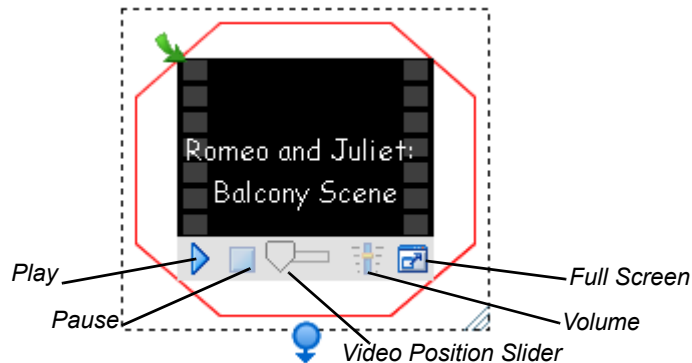 Romeo and Juliet:
Balcony Scene
Play
Full Screen
Pause
Volume
Video Position Slider